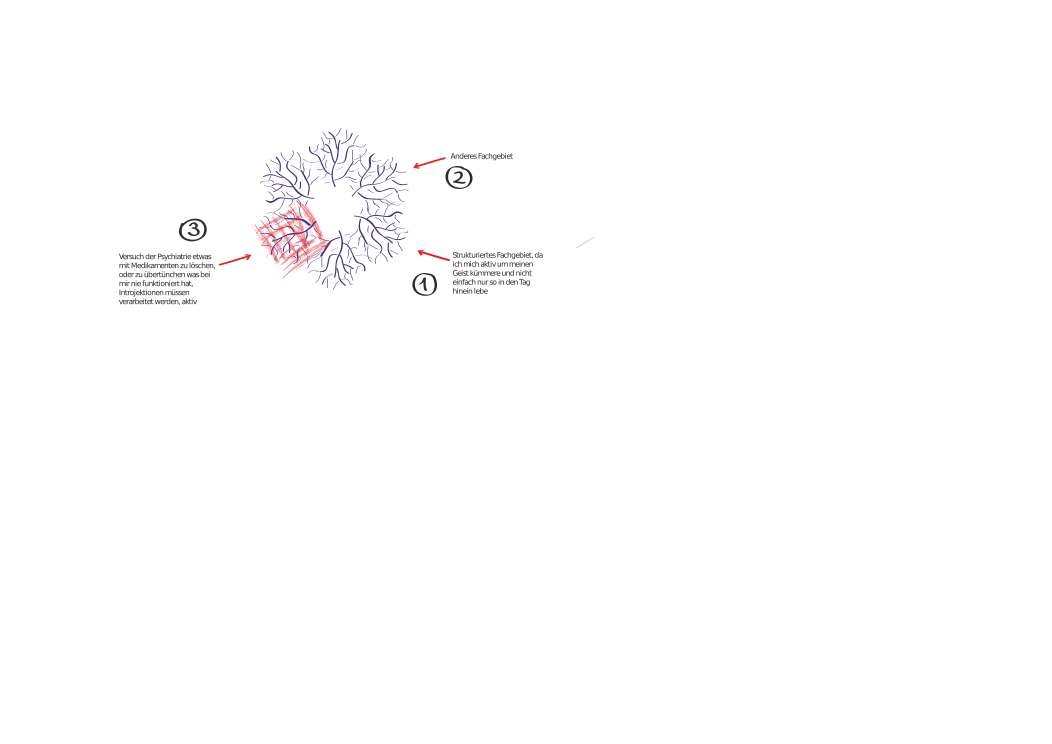 Anderes Fachgebiet
2
3
Versuch der Psychiatrie etwas
mit Medikamenten zu löschen,
oder zu übertünchen was bei
mir nie funktioniert hat,
Introjektionen müssen
verarbeitet werden, aktiv
Strukturiertes Fachgebiet, da
ich mich aktiv um meinen
Geist kümmere und nicht
einfach nur so in den Tag
hinein lebe
1